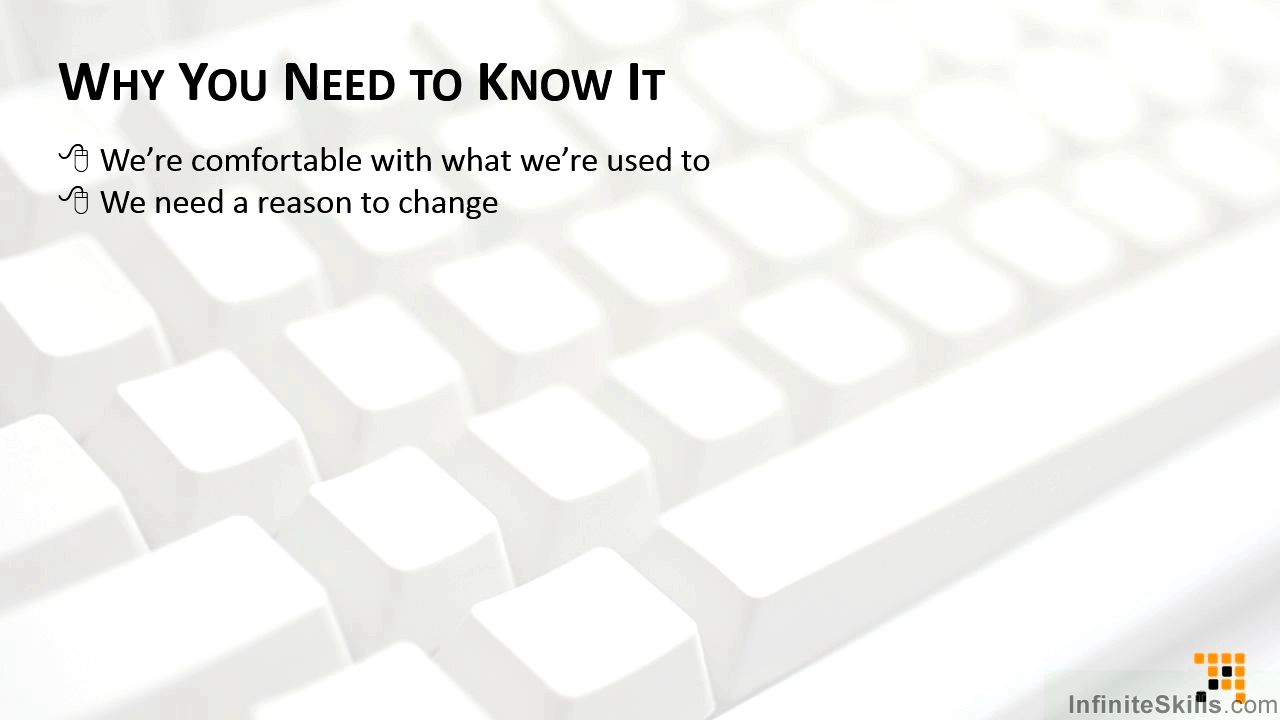 Why You Need to Know It
We’re comfortable with what we’re used to
We need a reason to change
InfiniteSkills.com